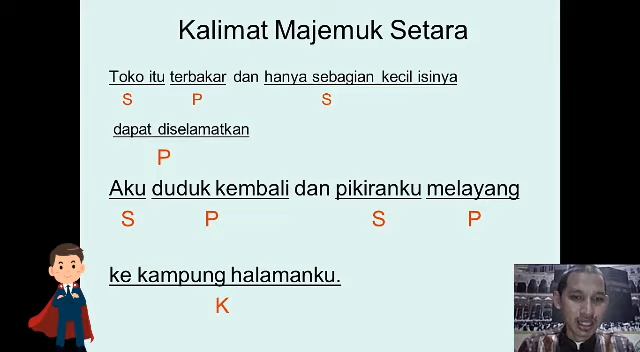 Kalimat Majemuk Setara
Toko itu terbakar dan hanya sebagian kecil isinya
S P S
dapat diselamatkan
P
Aku duduk kembali dan pikiranku melayang
S P S P
ke kampung halamanku.
K